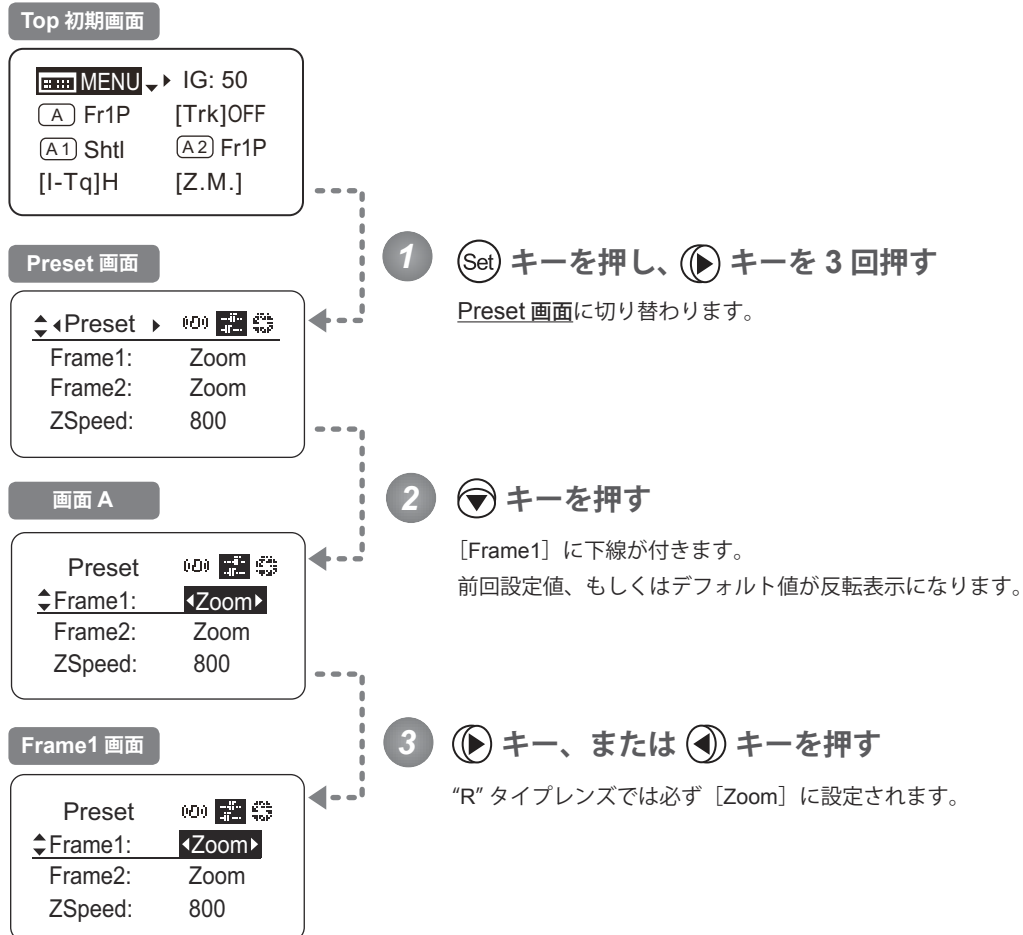 Top 初期画面
MENU IG: 50
A Fr1P [Trk]OFF
A1 Shtl A2 Fr1P
[I-Tq]H [Z.M.]
1 Set キーを押し、 キーを 3 回押す
Preset 画面に切り替わります。
Preset 画面
Preset
Frame1: Zoom
Frame2: Zoom
ZSpeed: 800
2 キーを押す
［Frame1］に下線が付きます。
前回設定値、もしくはデフォルト値が反転表示になります。
画面 A
Preset
Frame1: Zoom
Frame2: Zoom
ZSpeed: 800
3 キー、または キーを押す
“R” タイプレンズでは必ず［Zoom］に設定されます。
Frame1 画面
Preset
Frame1: Zoom
Frame2: Zoom
ZSpeed: 800